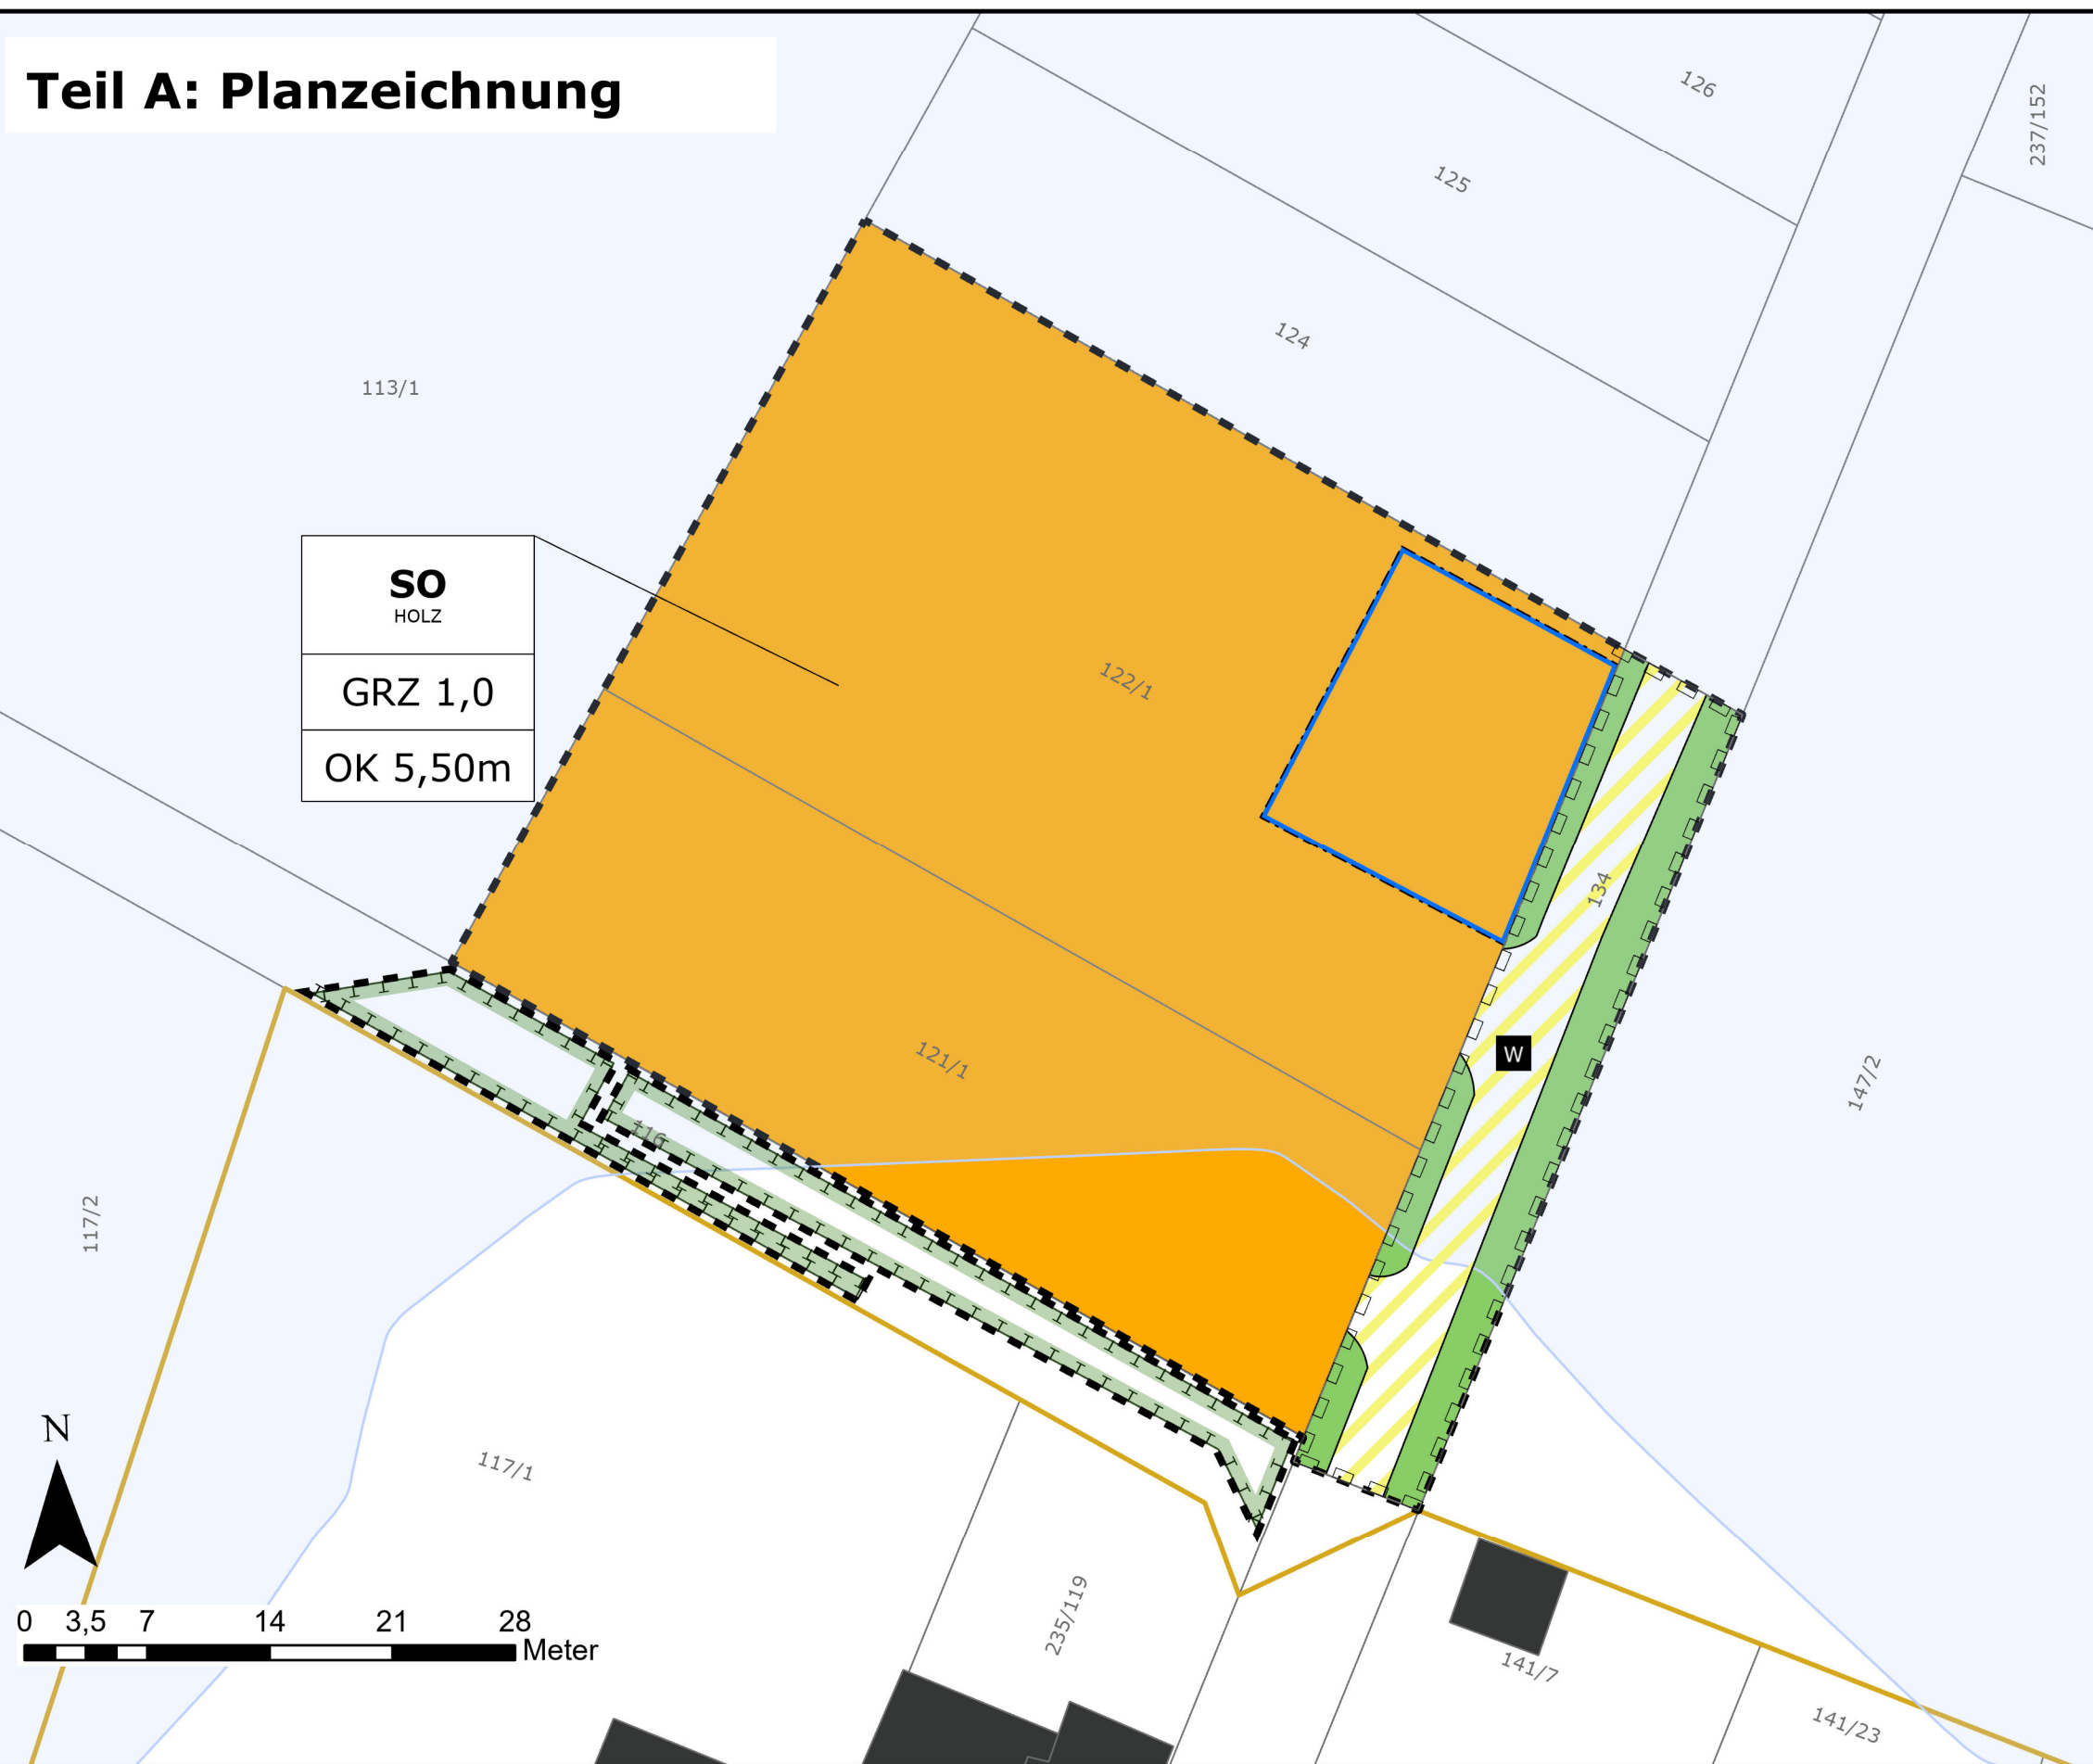 Teil A: Planzeichnung
126
237/152
125
124
113/1
SO
HOLZ
GRZ 1,0
OK 5,50m
122/1
134
W
121/1
147/2
116
117/2
N
117/1
235/119
0 3,5 7 14 21 28
Meter
141/7
141/23